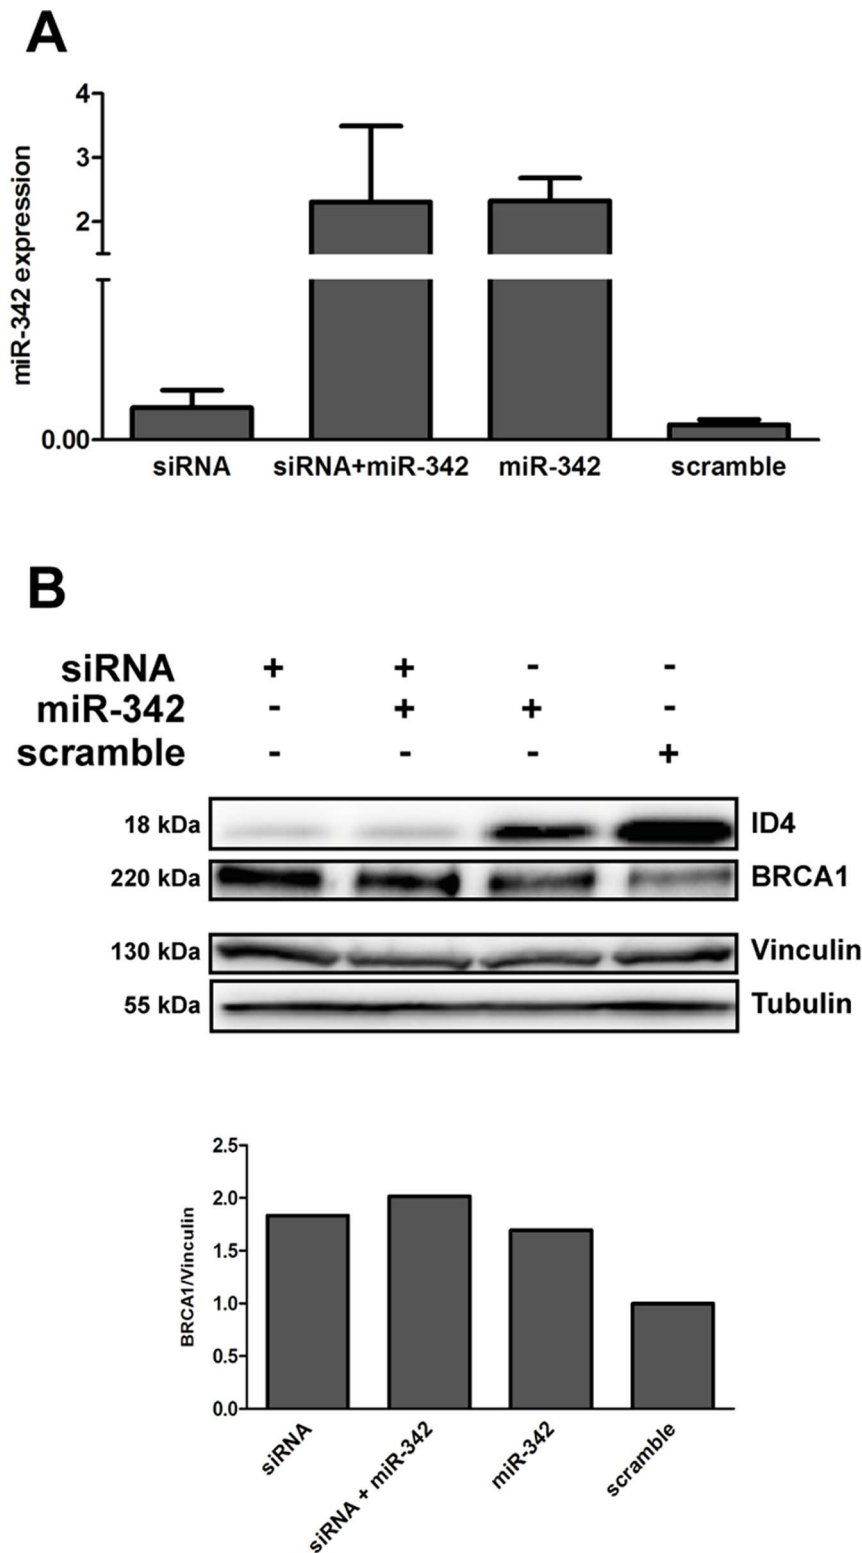 A
4
3
2
0.00
miR-342 expression
siRNA siRNA+miR-342 miR-342 scramble
B
siRNA + + - -
miR-342 - + + -
scramble - - - +
18 kDa ID4
220 kDa BRCA1
130 kDa Vinculin
55 kDa Tubulin
2.5
2.0
1.5
1.0
0.5
0.0
BRCA1/Vinculin
siRNA
siRNA + miR-342
miR-342
scramble